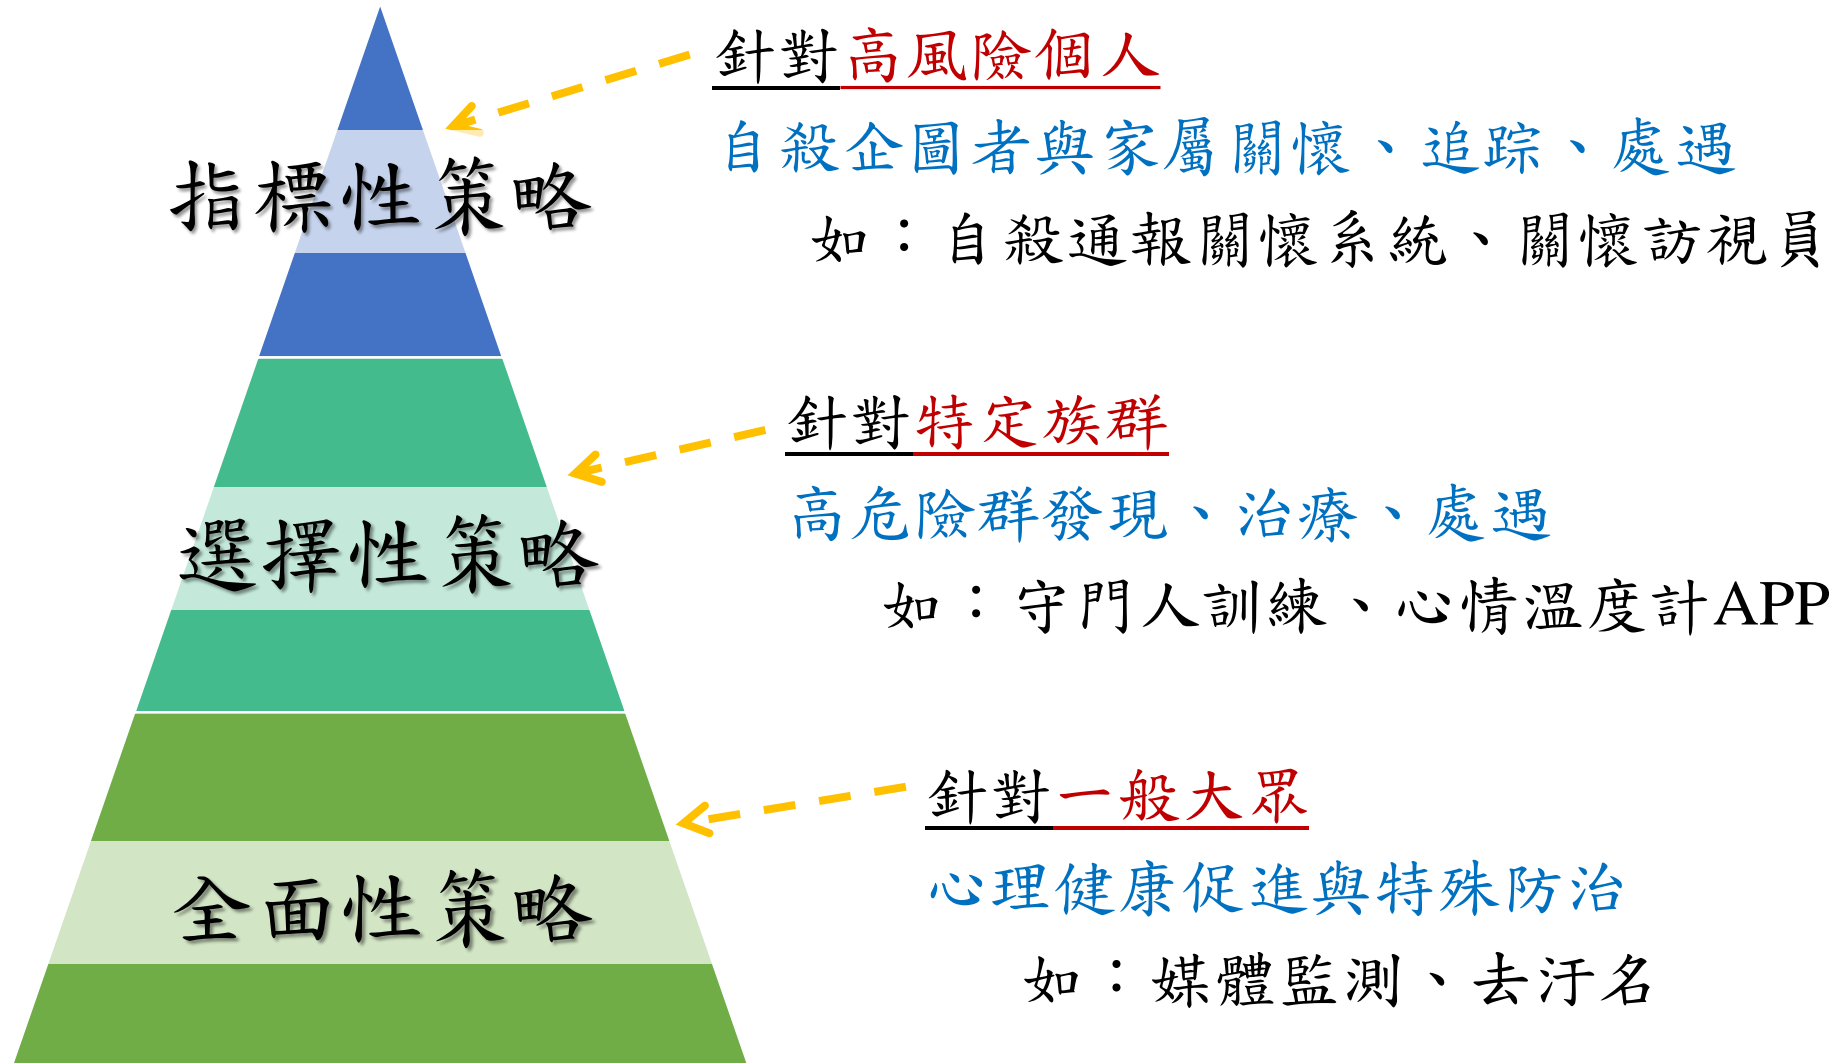 針對高風險個人
自殺企圖者與家屬關懷、追踪、處遇
如：自殺通報關懷系統、關懷訪視員
指標性策略
針對特定族群
高危險群發現、治療、處遇
如：守門人訓練、心情溫度計APP
選擇性策略
針對一般大眾
心理健康促進與特殊防治
如：媒體監測、去汙名
全面性策略